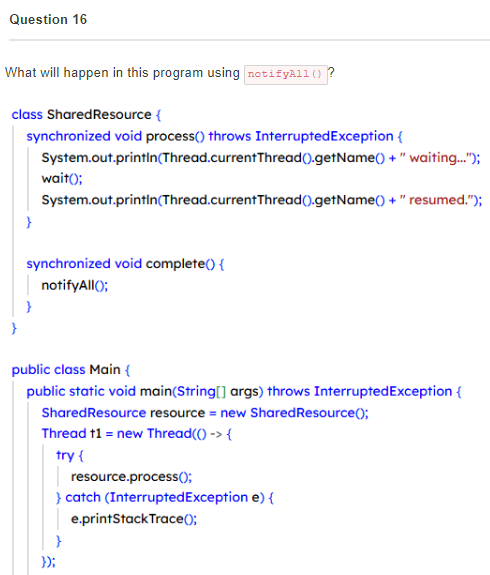 Question 16
What will happen in this program using notifyAll()?
class SharedResource {
synchronized void process() throws InterruptedException {
System.out.println(Thread.currentThread().getName() + " waiting...");
wait();
System.out.println(Thread.currentThread().getName() + " resumed.");
}
synchronized void complete() {
notifyAll();
}
}
public class Main {
public static void main(String[] args) throws InterruptedException {
SharedResource resource = new SharedResource();
Thread t1 = new Thread(() -> {
try {
resource.process();
} catch (InterruptedException e) {
e.printStackTrace();
}
});